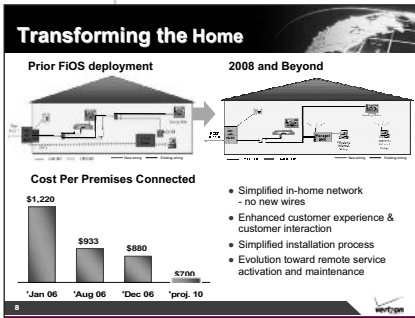 Transforming the Home
Prior FiOS deployment
2008 and Beyond
Cost Per Premises Connected
$1,220
$933
$880
$700
'Jan 06
'Aug 06
'Dec 06
'proj. 10
• Simplified in-home network
- no new wires
• Enhanced customer experience &
customer interaction
• Simplified installation process
• Evolution toward remote service
activation and maintenance
8
verizon